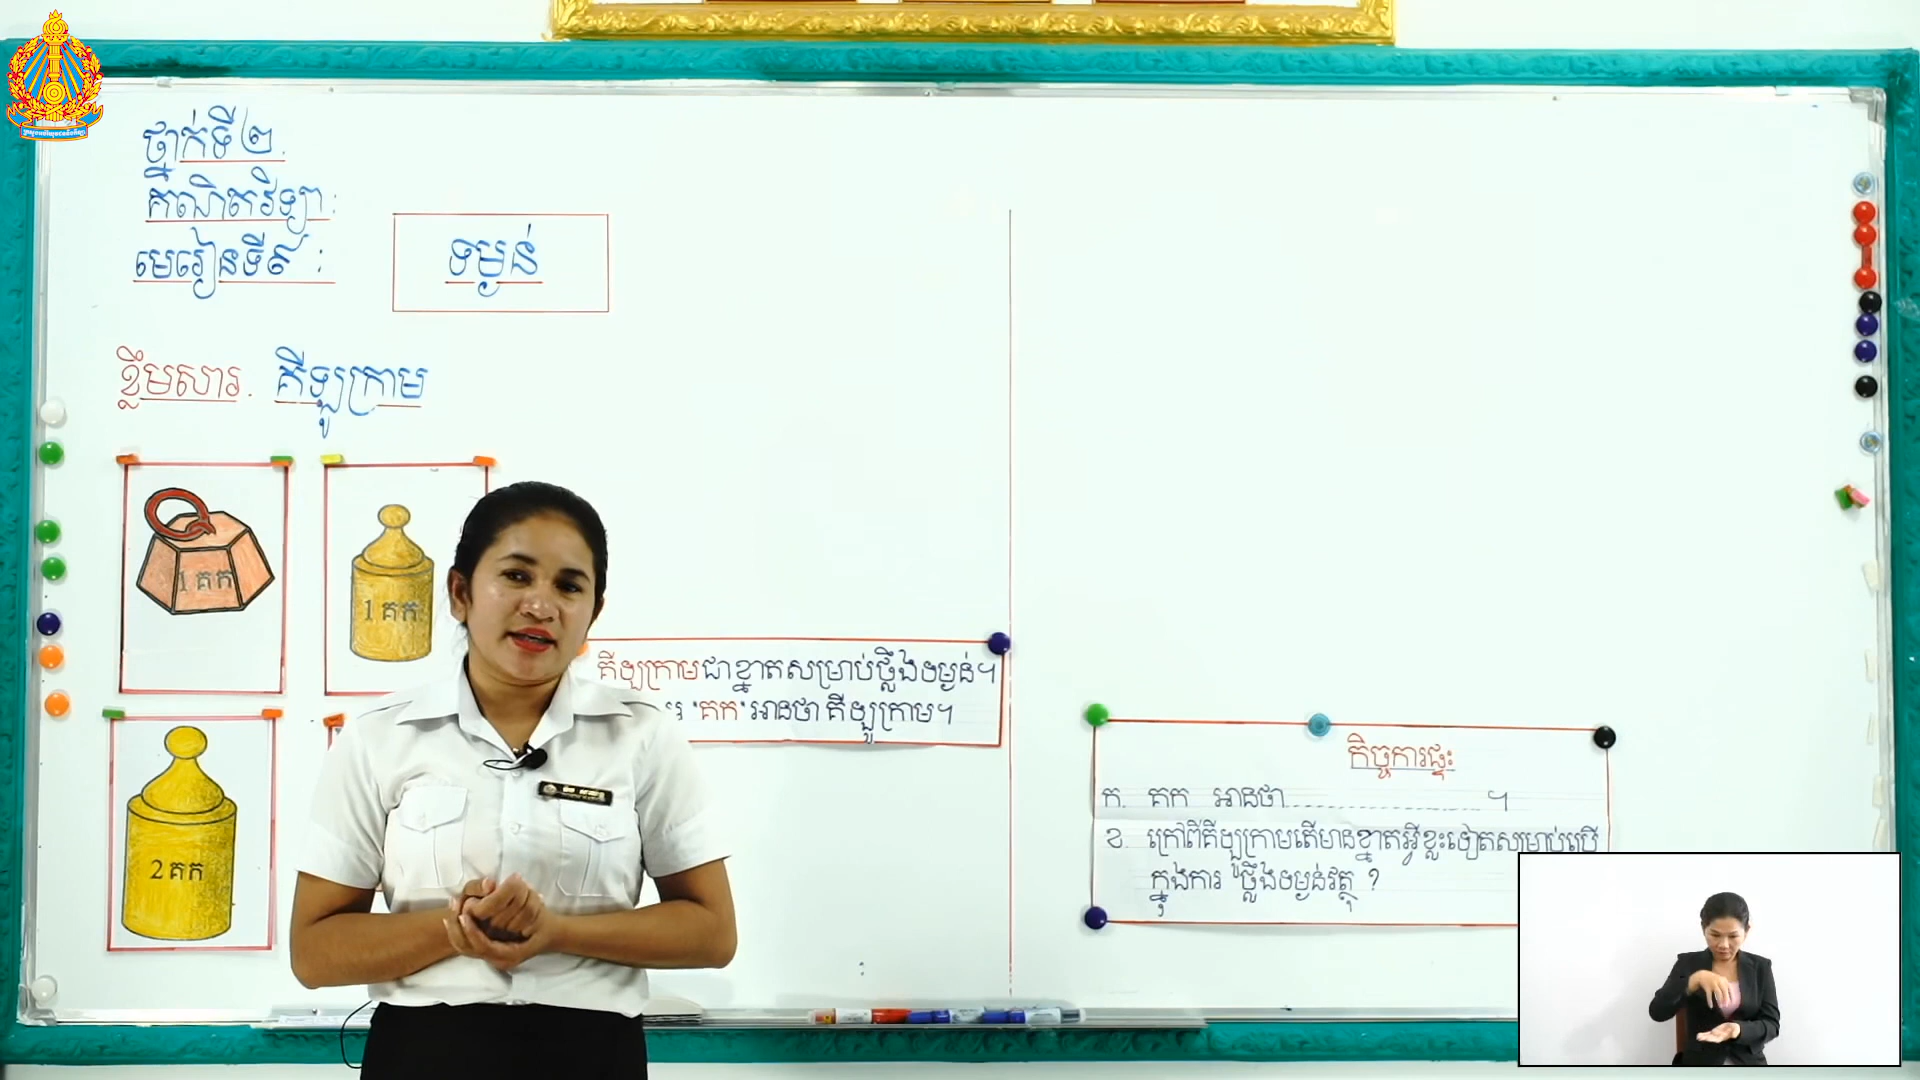 ថ្នាក់ទី២.
គណិតវិទ្យា:
មេរៀនទី៩ :
ទម្ងន់
ខ្លឹមសារ. គីឡូក្រាម
1 គក
1 គក
2 គក
គីឡូក្រាមជាខ្នាតសម្រាប់ថ្លឹងទម្ងន់។
"គក"អានថា គីឡូក្រាម។
កិច្ចការផ្ទះ
ក. គក អានថា........................។
ខ. ក្រៅពីគីឡូក្រាមតើមានខ្នាតអ្វីខ្លះទៀតសម្រាប់ប្រើ
ក្នុងការ ថ្លឹងទម្ងន់វត្ថុ ?